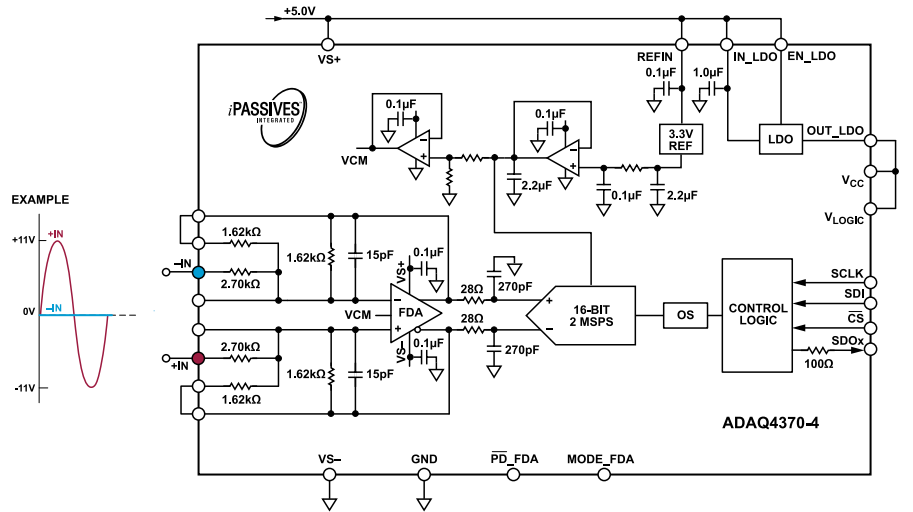 +5.0V
VS+
REFIN
IN_LDO
EN_LDO
iPASSIVES
INTEGRATED
0.1µF
0.1µF
0.1µF
1.0µF
3.3V
REF
LDO
OUT_LDO
VCM
2.2µF
0.1µF
2.2µF
VCC
VLOGIC
EXAMPLE
+11V
+IN
–IN
0V
-11V
1.62kΩ
–IN
2.70kΩ
1.62kΩ
15pF
VS+
0.1µF
28Ω
270pF
VCM
FDA
28Ω
16-BIT
2 MSPS
OS
CONTROL
LOGIC
SCLK
SDI
CS
SDOx
100Ω
2.70kΩ
+IN
1.62kΩ
1.62kΩ
15pF
VS–
0.1µF
270pF
ADAQ4370-4
VS–
GND
PD_FDA
MODE_FDA